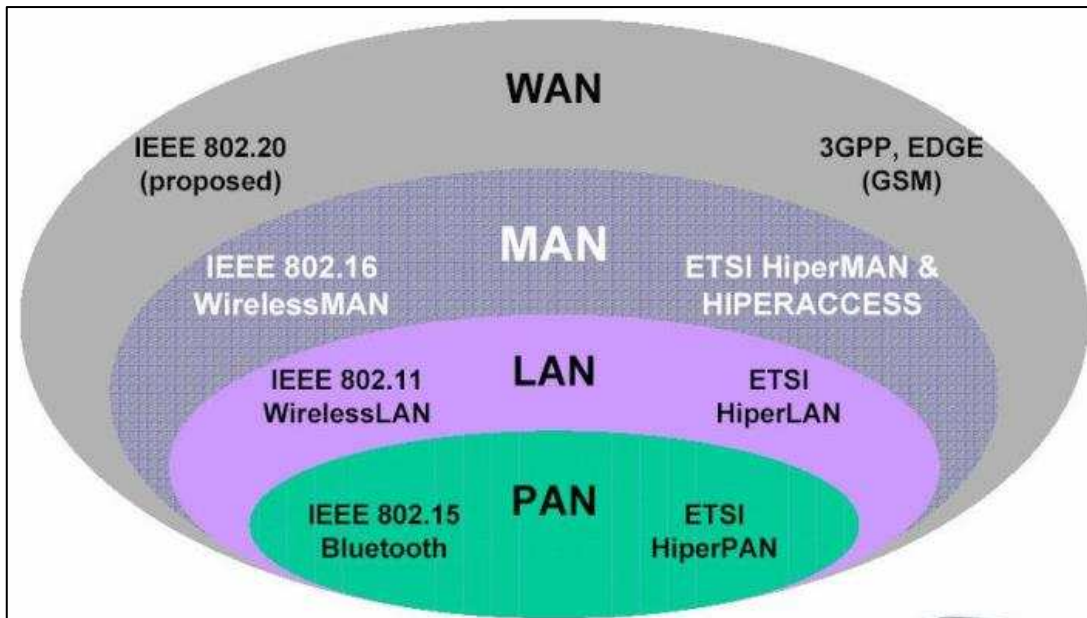 WAN
IEEE 802.20
(proposed)
3GPP, EDGE
(GSM)
MAN
IEEE 802.16
WirelessMAN
ETSI HiperMAN &
HIPERACCESS
LAN
IEEE 802.11
WirelessLAN
ETSI
HiperLAN
PAN
IEEE 802.15
Bluetooth
ETSI
HiperPAN